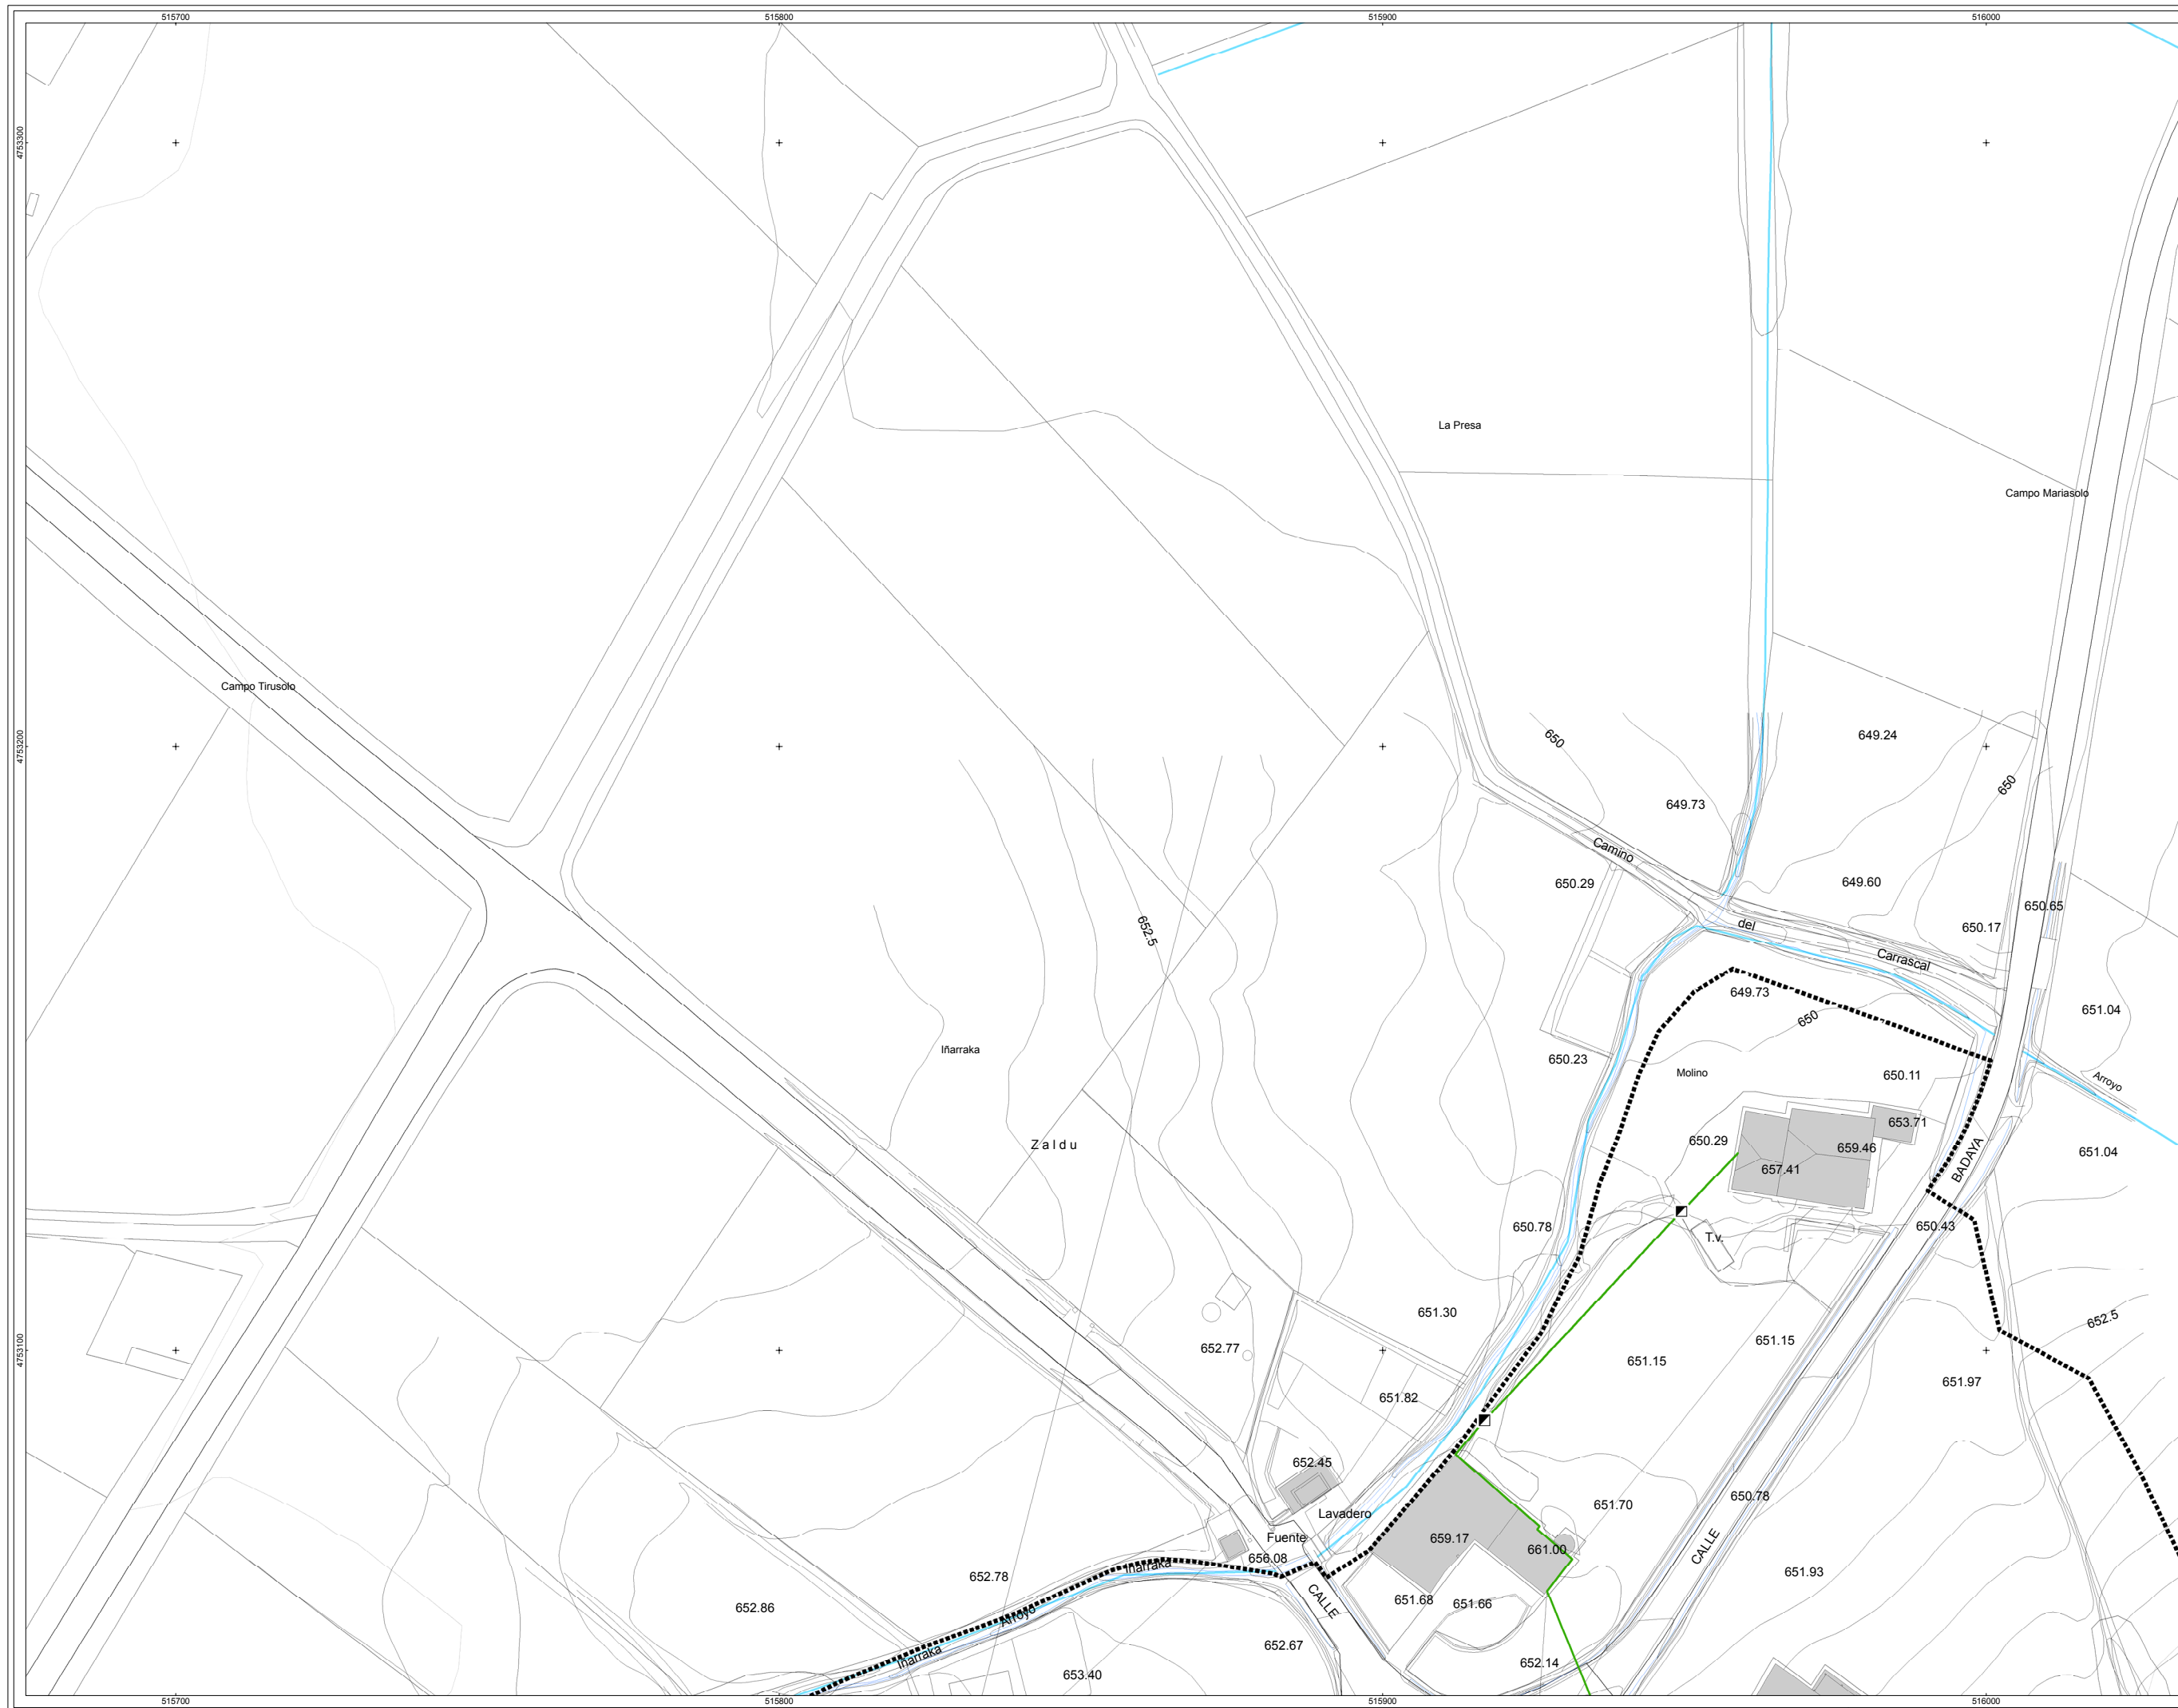 515700
515800
515900
516000
4753300
La Presa
Campo Mariasolo
Campo Tirusolo
4753200
650
649.24
650
649.73
Camino
650.29
649.60
650.65
652.5
del
650.17
Carrascal
649.73
650
651.04
Iñarraka
650.23
Molino
650.11
Arroyo
653.71
Zaldu
650.29
659.46
651.04
657.41
BADAYA
650.78
650.43
T.v.
651.30
652.5
4753100
652.77
651.15
651.15
651.82
651.97
652.45
650.78
651.70
Lavadero
Fuente
659.17
661.00
CALLE
656.08
Iñarraka
652.78
651.93
CALLE
651.68
651.66
652.86
Arroyo
652.67
Iñarraka
652.14
653.40
515700
515800
515900
516000